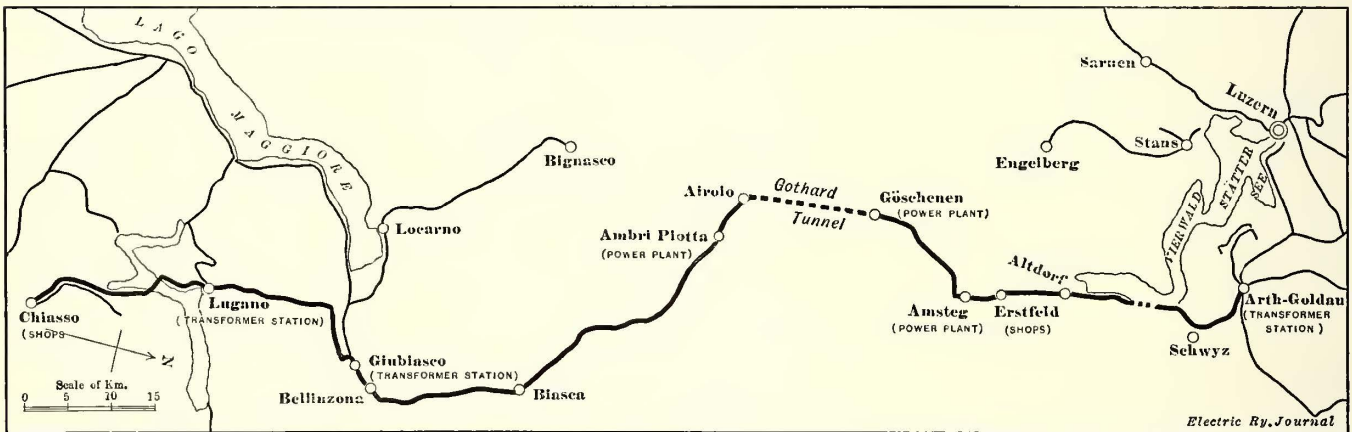 LAGO
MAGGIORE
Saruen
Luzern
Stans
Engelberg
STÄTTER
SEE
VIERWALD
Bignasco
Airolo
Gothard
Tunnel
Göschenen
(POWER PLANT)
Locarno
Ambri Piotta
(POWER PLANT)
Altdorf
Lugano
(TRANSFORMER STATION)
Chiasso
(SHOPS
Amsteg
(POWER PLANT)
Erstfeld
(SHOPS)
Arth-Goldau
(TRANSFORMER
STATION)
Schwyz
N
Giubiasco
(TRANSFORMER STATION)
Bellinzona
Biasca
Scale of Km.
0 5 10 15
Electric Ry. Journal